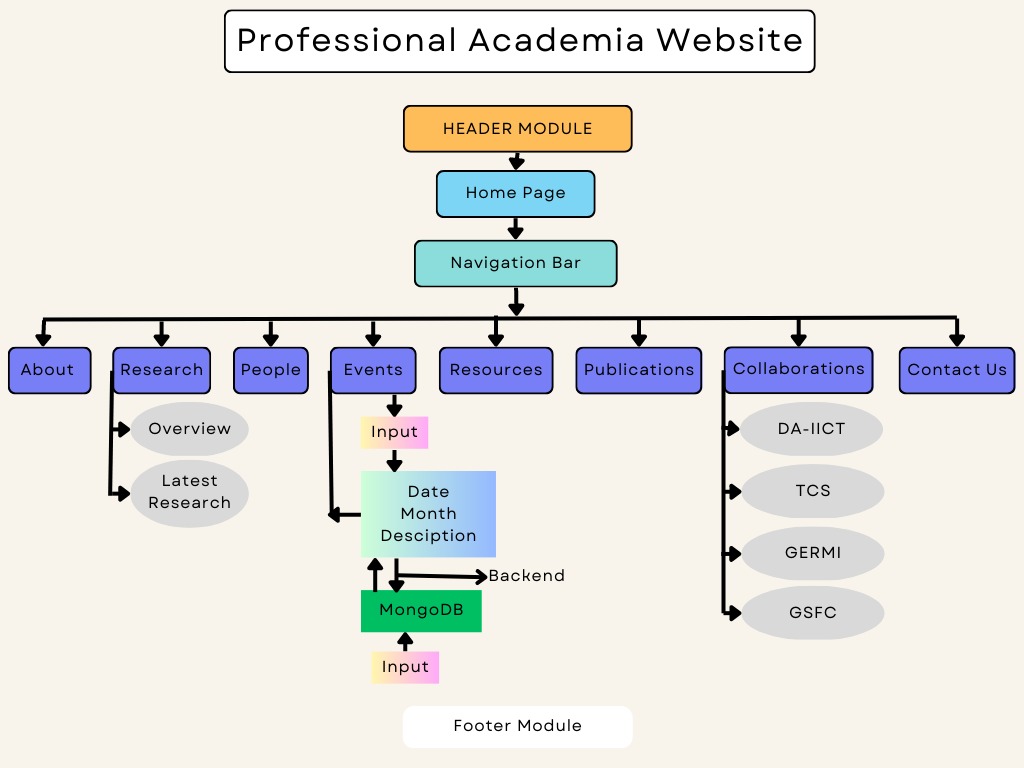 Professional Academia Website
HEADER MODULE
Home Page
Navigation Bar
About
Research
People
Events
Resources
Publications
Collaborations
Contact Us
Overview
Latest
Research
Input
Date
Month
Desciption
Backend
MongoDB
Input
DA-IICT
TCS
GERMI
GSFC
Footer Module